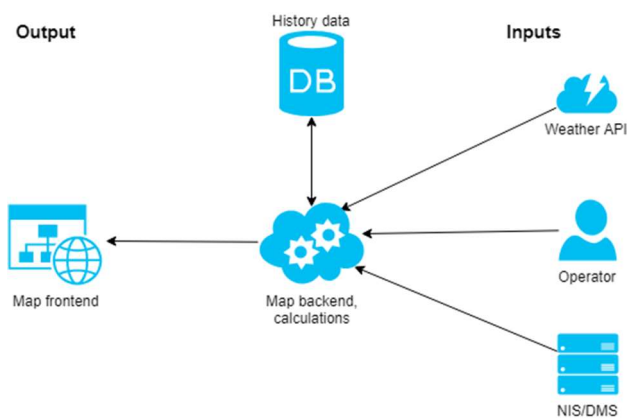 Output
History data
Inputs
DB
Weather API
Map frontend
Map backend,
calculations
Operator
NIS/DMS